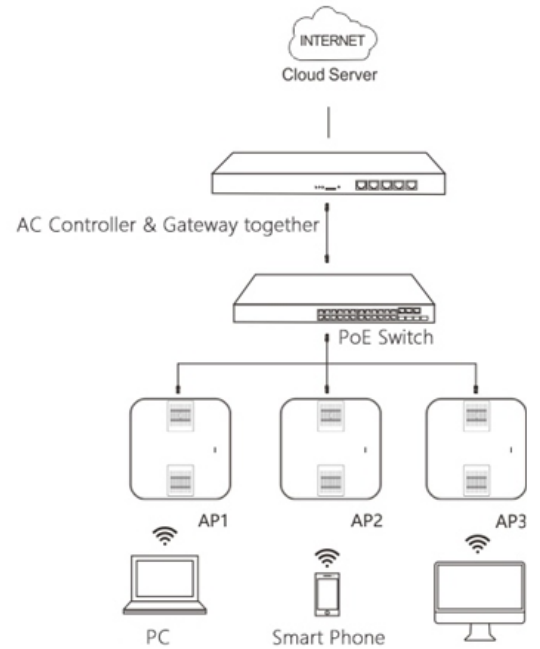 INTERNET
Cloud Server
AC Controller & Gateway together
PoE Switch
AP1
AP2
AP3
PC
Smart Phone